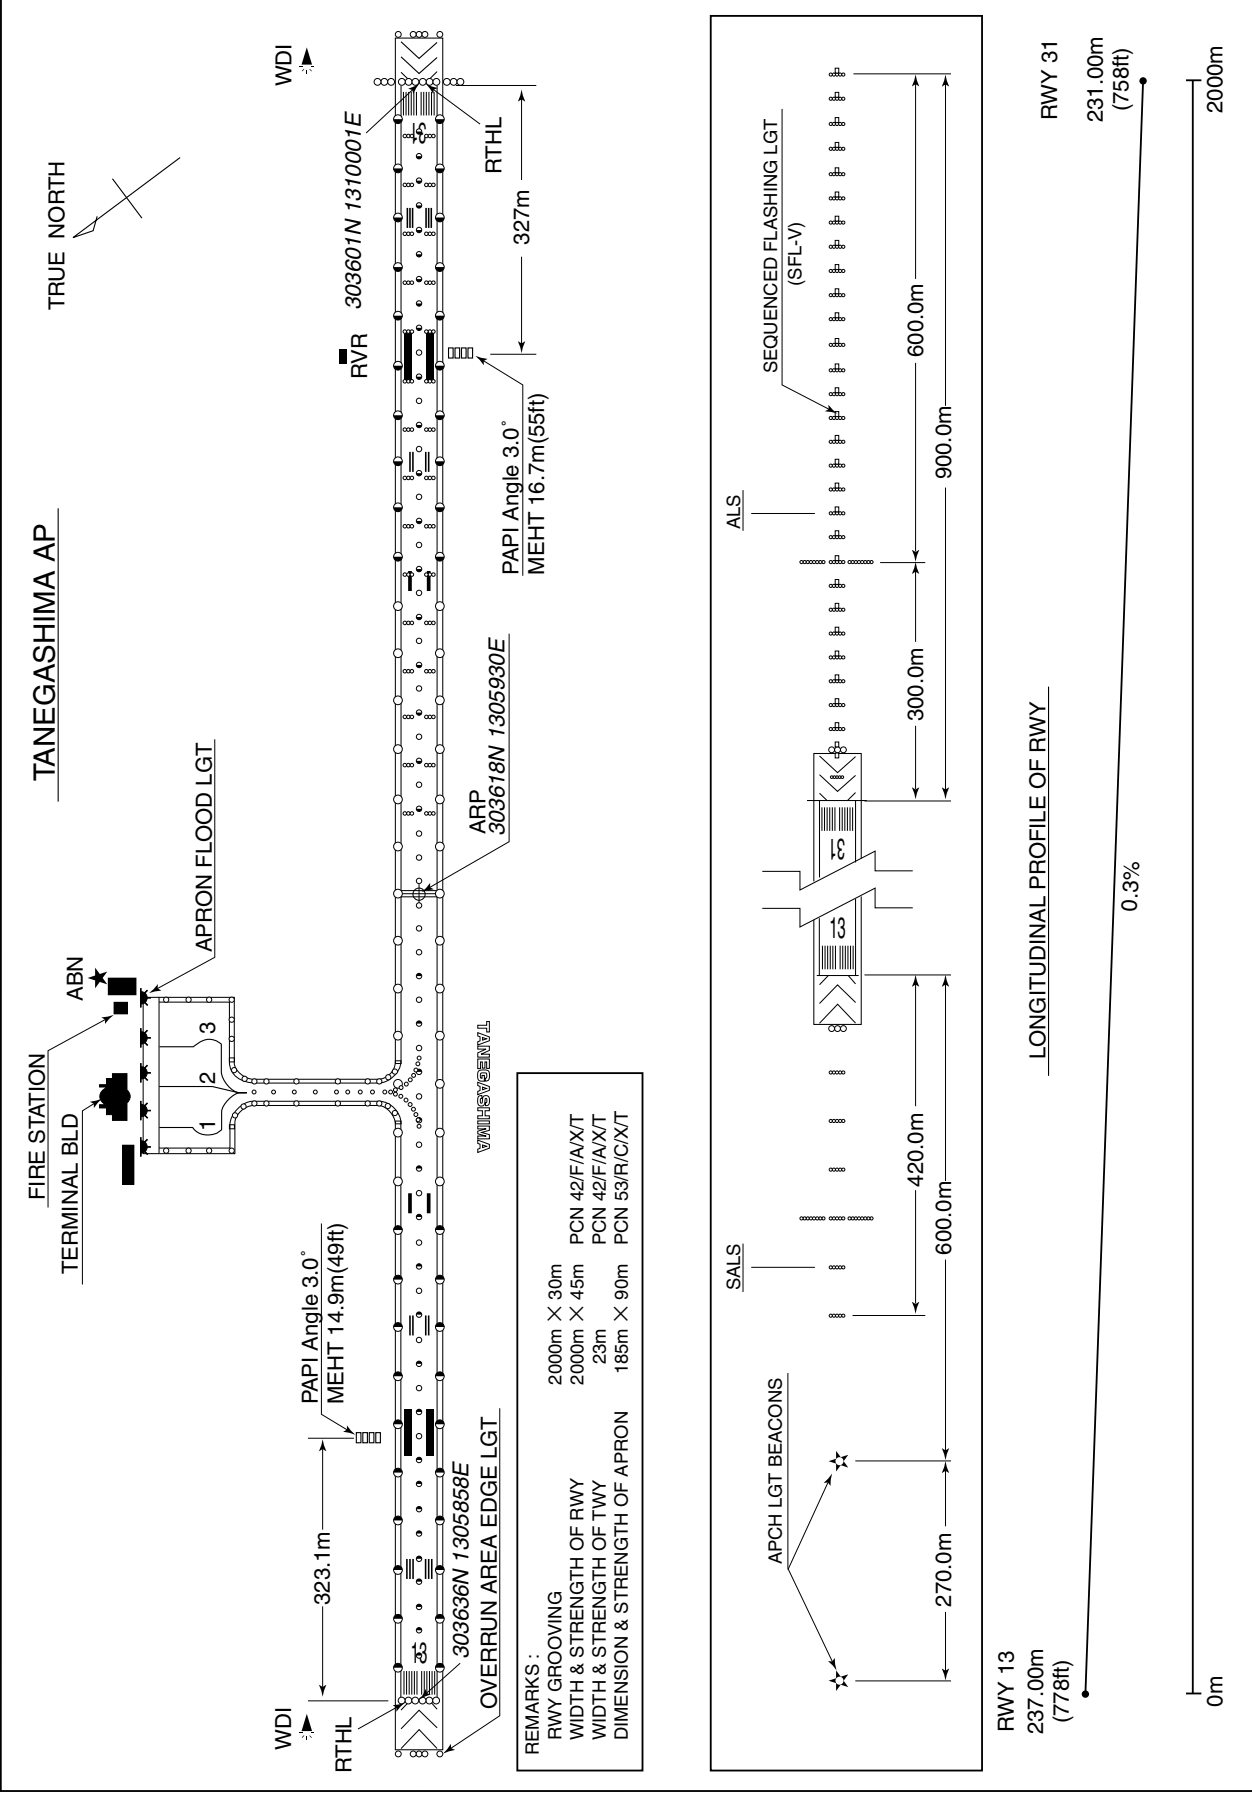 TANEGASHIMA AP
TRUE NORTH
FIRE STATION
TERMINAL BLD
ABN
APRON FLOOD LGT
1
2
3
WDI
WDI
RTHL
323.1m
PAPI Angle 3.0°
MEHT 14.9m(49ft)
RVR
303601N 1310001E
RTHL
327m
13
31
TANEGASHIMA
ARP
303618N 1305930E
PAPI Angle 3.0°
MEHT 16.7m(55ft)
303636N 1305858E
OVERRUN AREA EDGE LGT
REMARKS :
RWY GROOVING 2000m × 30m
WIDTH & STRENGTH OF RWY 2000m × 45m PCN 42/F/A/X/T
WIDTH & STRENGTH OF TWY 23m PCN 42/F/A/X/T
DIMENSION & STRENGTH OF APRON 185m × 90m PCN 53/R/C/X/T
SALS
ALS
SEQUENCED FLASHING LGT
(SFL-V)
APCH LGT BEACONS
13
31
420.0m
300.0m
600.0m
270.0m
600.0m
900.0m
LONGITUDINAL PROFILE OF RWY
RWY 13
237.00m
(778ft)
RWY 31
231.00m
(758ft)
0.3%
0m
2000m